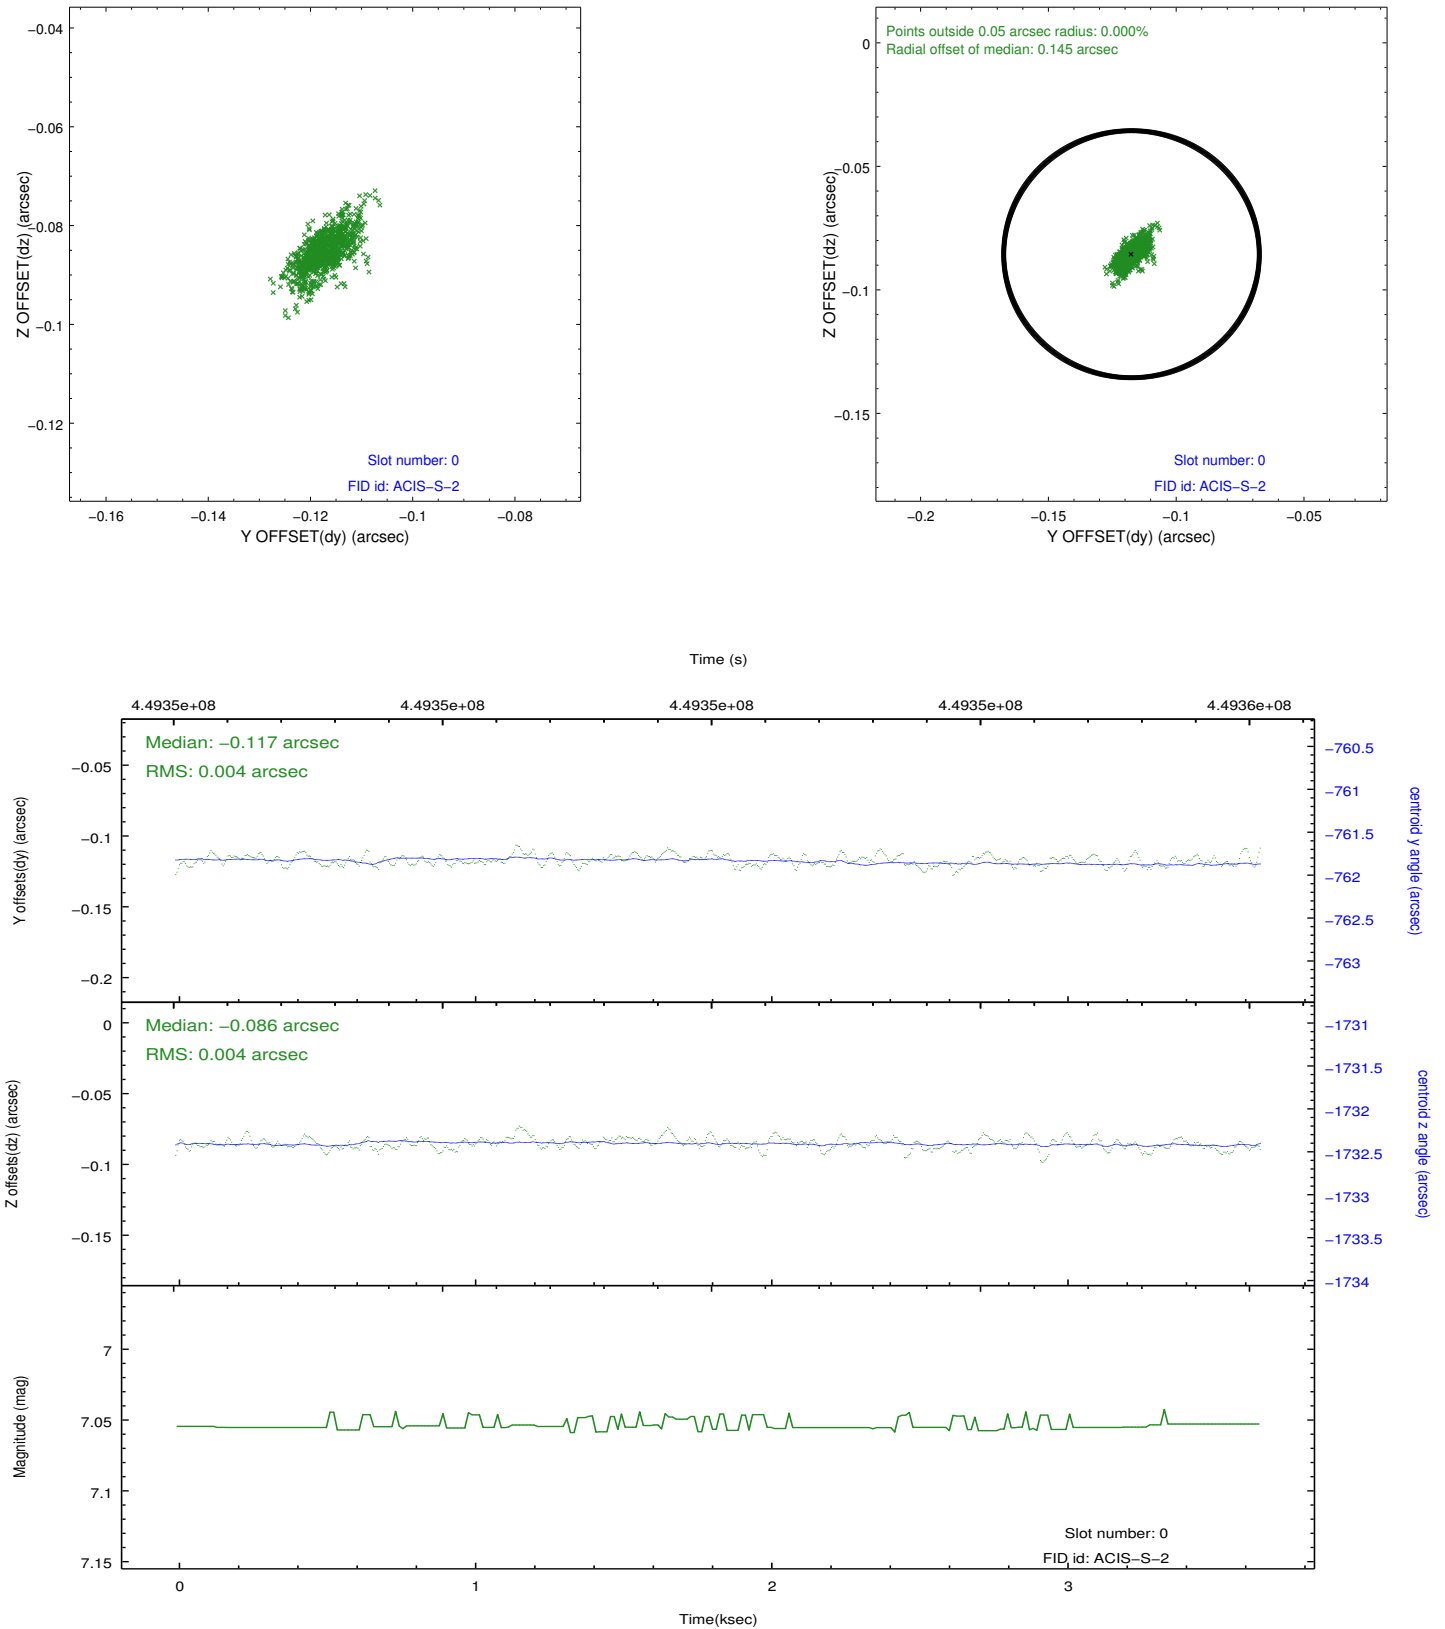 −0.04
−0.06
−0.08
−0.1
−0.12
Z OFFSET(dz) (arcsec)
Slot number: 0
FID id: ACIS−S−2
−0.16 −0.14 −0.12 −0.1 −0.08
Y OFFSET(dy) (arcsec)
Points outside 0.05 arcsec radius: 0.000%
Radial offset of median: 0.145 arcsec
0
−0.05
−0.1
−0.15
Z OFFSET(dz) (arcsec)
Slot number: 0
FID id: ACIS−S−2
−0.2 −0.15 −0.1 −0.05
Y OFFSET(dy) (arcsec)
Time (s)
4.4935e+08 4.4935e+08 4.4935e+08 4.4935e+08 4.4936e+08
Median: −0.117 arcsec
RMS: 0.004 arcsec
−0.05
−0.1
−0.15
−0.2
Y offsets(dy) (arcsec)
−760.5
−761
−761.5
−762
−762.5
−763
centroid y angle (arcsec)
Median: −0.086 arcsec
RMS: 0.004 arcsec
0
−0.05
−0.1
−0.15
Z offsets(dz) (arcsec)
−1731
−1731.5
−1732
−1732.5
−1733
−1733.5
−1734
centroid z angle (arcsec)
7
7.05
7.1
7.15
Magnitude (mag)
Slot number: 0
FID id: ACIS−S−2
0 1 2 3
Time(ksec)